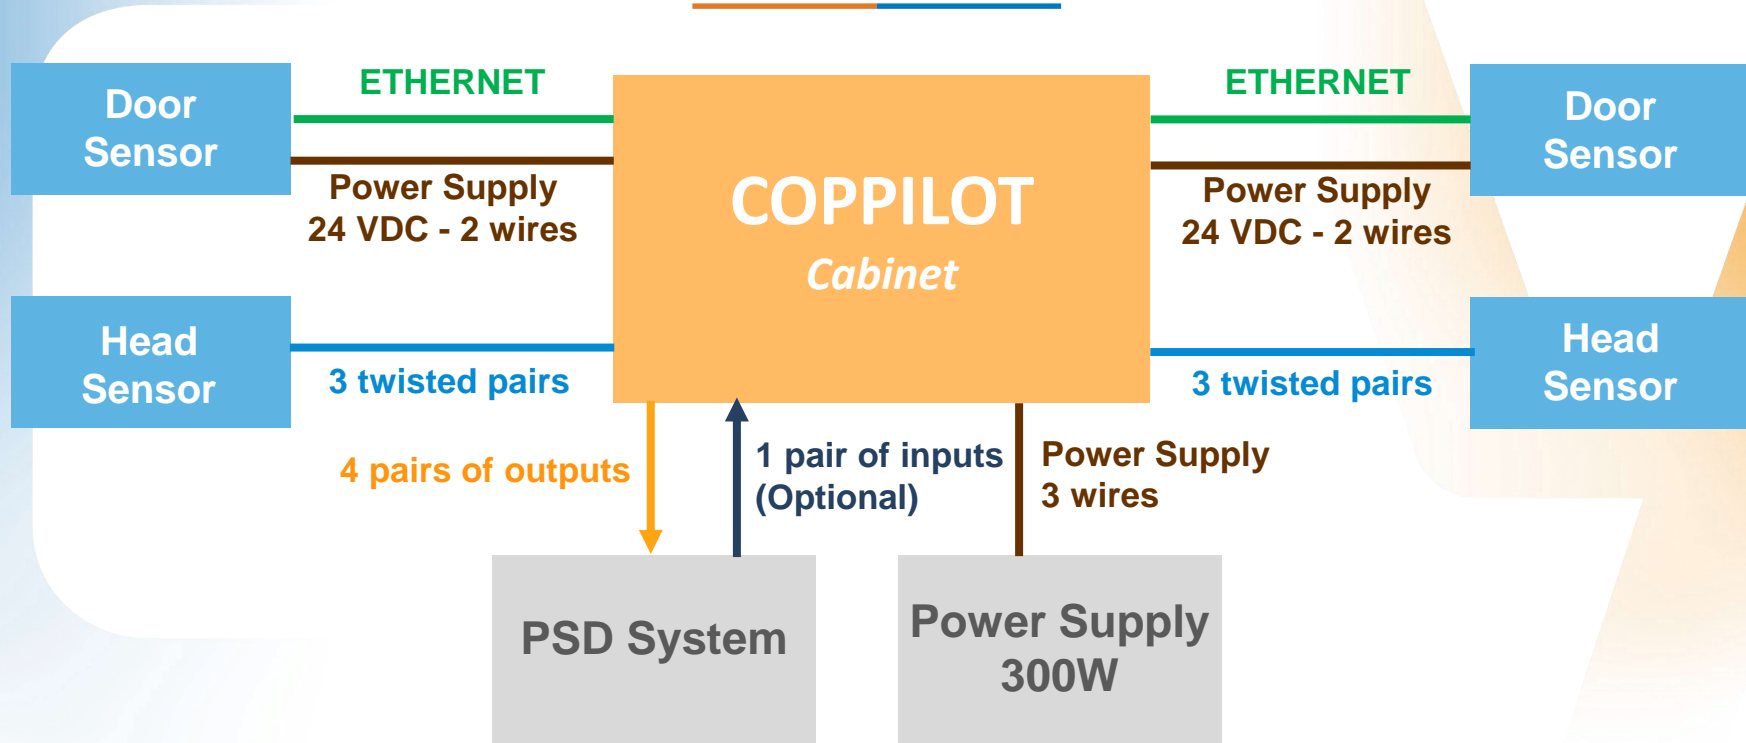 Door
Sensor
ETHERNET
Power Supply
24 VDC - 2 wires
Head
Sensor
3 twisted pairs
COPPILOT
Cabinet
ETHERNET
Power Supply
24 VDC - 2 wires
3 twisted pairs
Door
Sensor
Head
Sensor
4 pairs of outputs
1 pair of inputs
(Optional)
Power Supply
3 wires
PSD System
Power Supply
300W